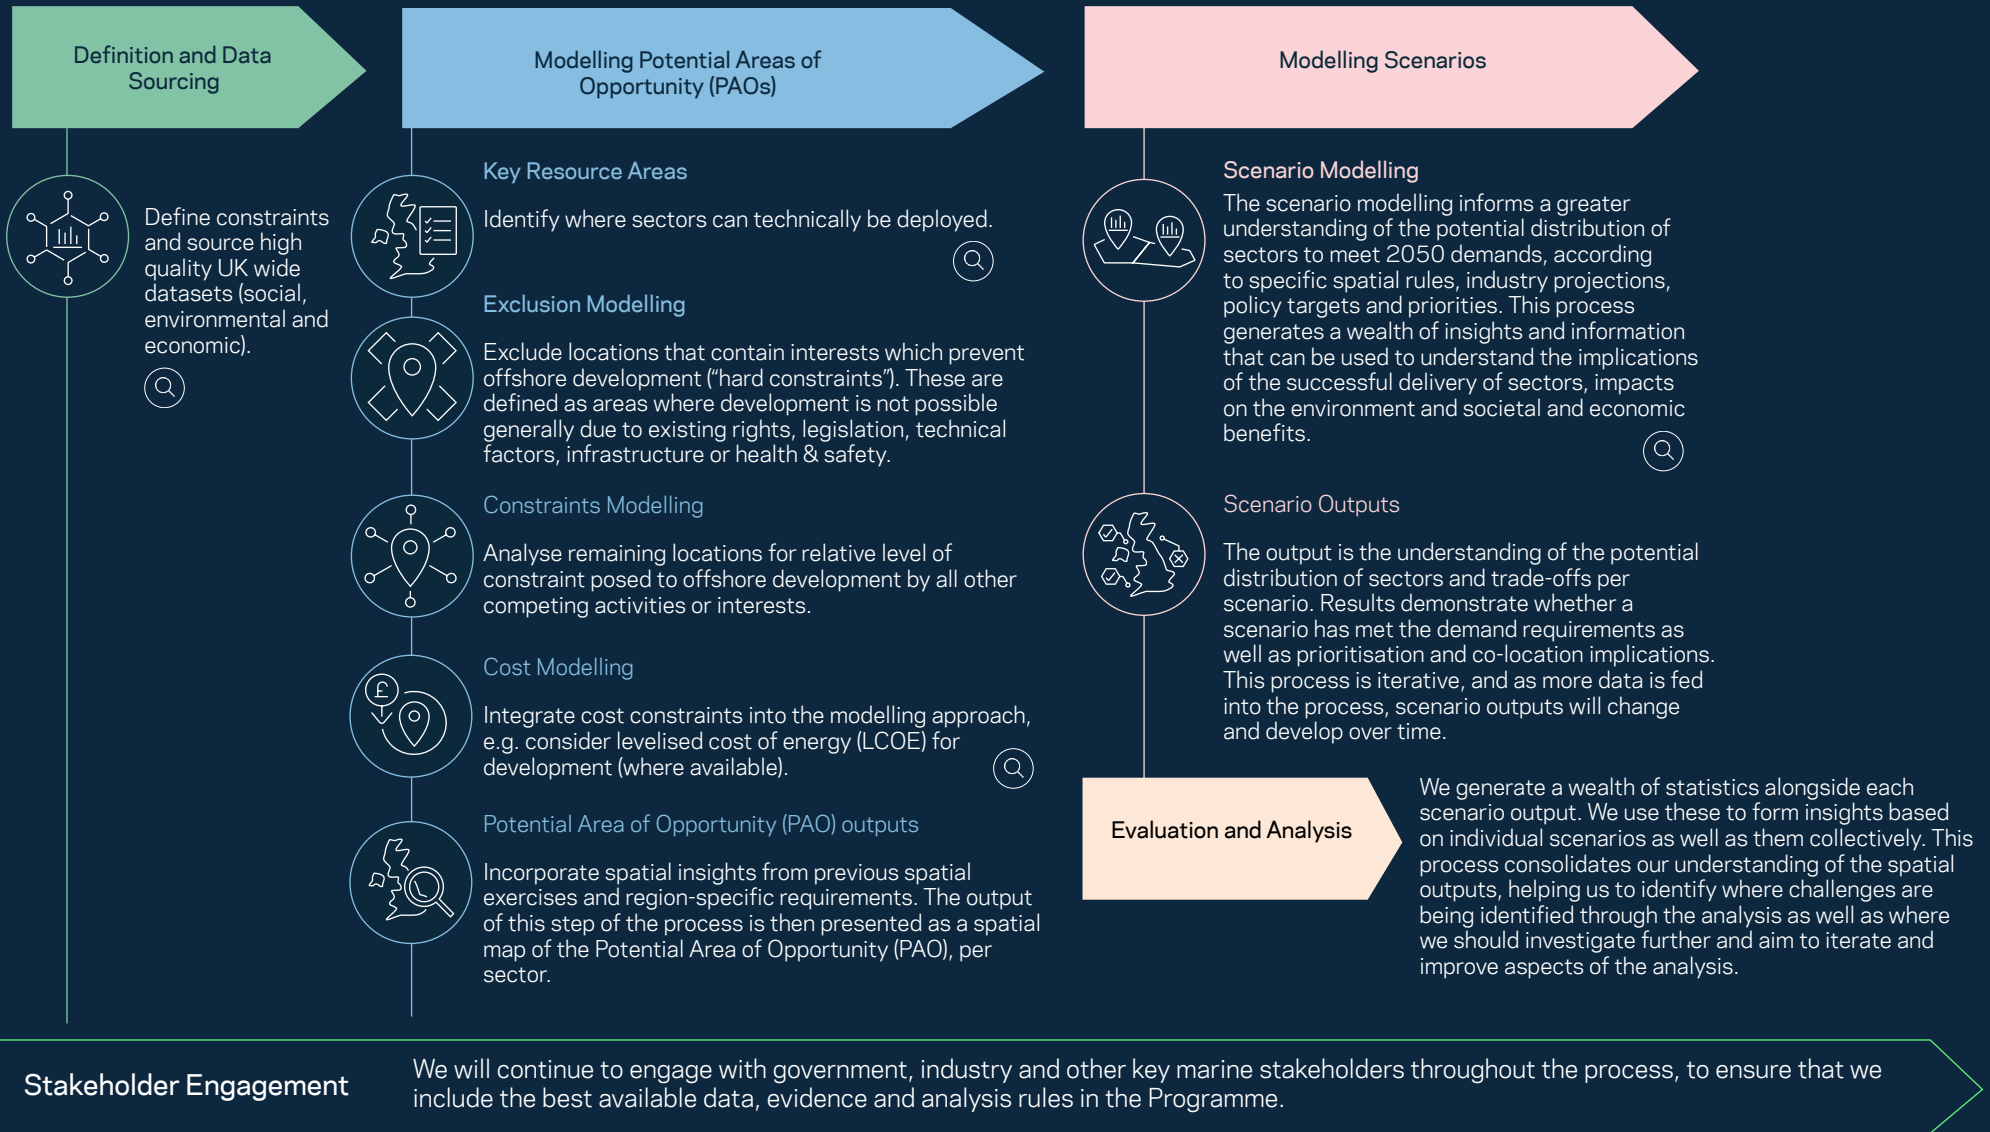 Definition and Data
Sourcing
Define constraints
and source high
quality UK wide
datasets (social,
environmental and
economic).
Modelling Potential Areas of
Opportunity (PAOs)
Key Resource Areas
Identify where sectors can technically be deployed.
Exclusion Modelling
Exclude locations that contain interests which prevent
offshore development (“hard constraints”). These are
defined as areas where development is not possible
generally due to existing rights, legislation, technical
factors, infrastructure or health & safety.
Constraints Modelling
Analyse remaining locations for relative level of
constraint posed to offshore development by all other
competing activities or interests.
Cost Modelling
£
Integrate cost constraints into the modelling approach,
e.g. consider levelised cost of energy (LCOE) for
development (where available).
Potential Area of Opportunity (PAO) outputs
Incorporate spatial insights from previous spatial
exercises and region-specific requirements. The output
of this step of the process is then presented as a spatial
map of the Potential Area of Opportunity (PAO), per
sector.
Modelling Scenarios
Scenario Modelling
The scenario modelling informs a greater
understanding of the potential distribution of
sectors to meet 2050 demands, according
to specific spatial rules, industry projections,
policy targets and priorities. This process
generates a wealth of insights and information
that can be used to understand the implications
of the successful delivery of sectors, impacts
on the environment and societal and economic
benefits.
Scenario Outputs
The output is the understanding of the potential
distribution of sectors and trade-offs per
scenario. Results demonstrate whether a
scenario has met the demand requirements as
well as prioritisation and co-location implications.
This process is iterative, and as more data is fed
into the process, scenario outputs will change
and develop over time.
Evaluation and Analysis
We generate a wealth of statistics alongside each
scenario output. We use these to form insights based
on individual scenarios as well as them collectively. This
process consolidates our understanding of the spatial
outputs, helping us to identify where challenges are
being identified through the analysis as well as where
we should investigate further and aim to iterate and
improve aspects of the analysis.
Stakeholder Engagement
We will continue to engage with government, industry and other key marine stakeholders throughout the process, to ensure that we
include the best available data, evidence and analysis rules in the Programme.